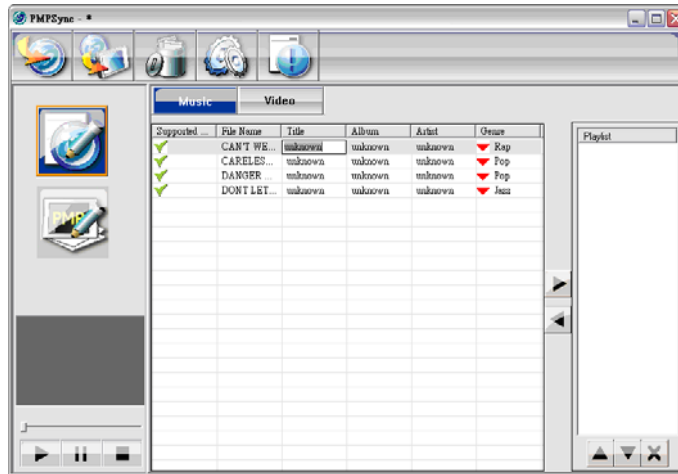 PMPSync - *
Music Video
Supported ... File Name Title Album Artist Genre
CAN'T WE... unknown unknown unknown Rap
CARELES... unknown unknown unknown Pop
DANGER ... unknown unknown unknown Pop
DONT LET... unknown unknown unknown Jazz
Playlist
PMP